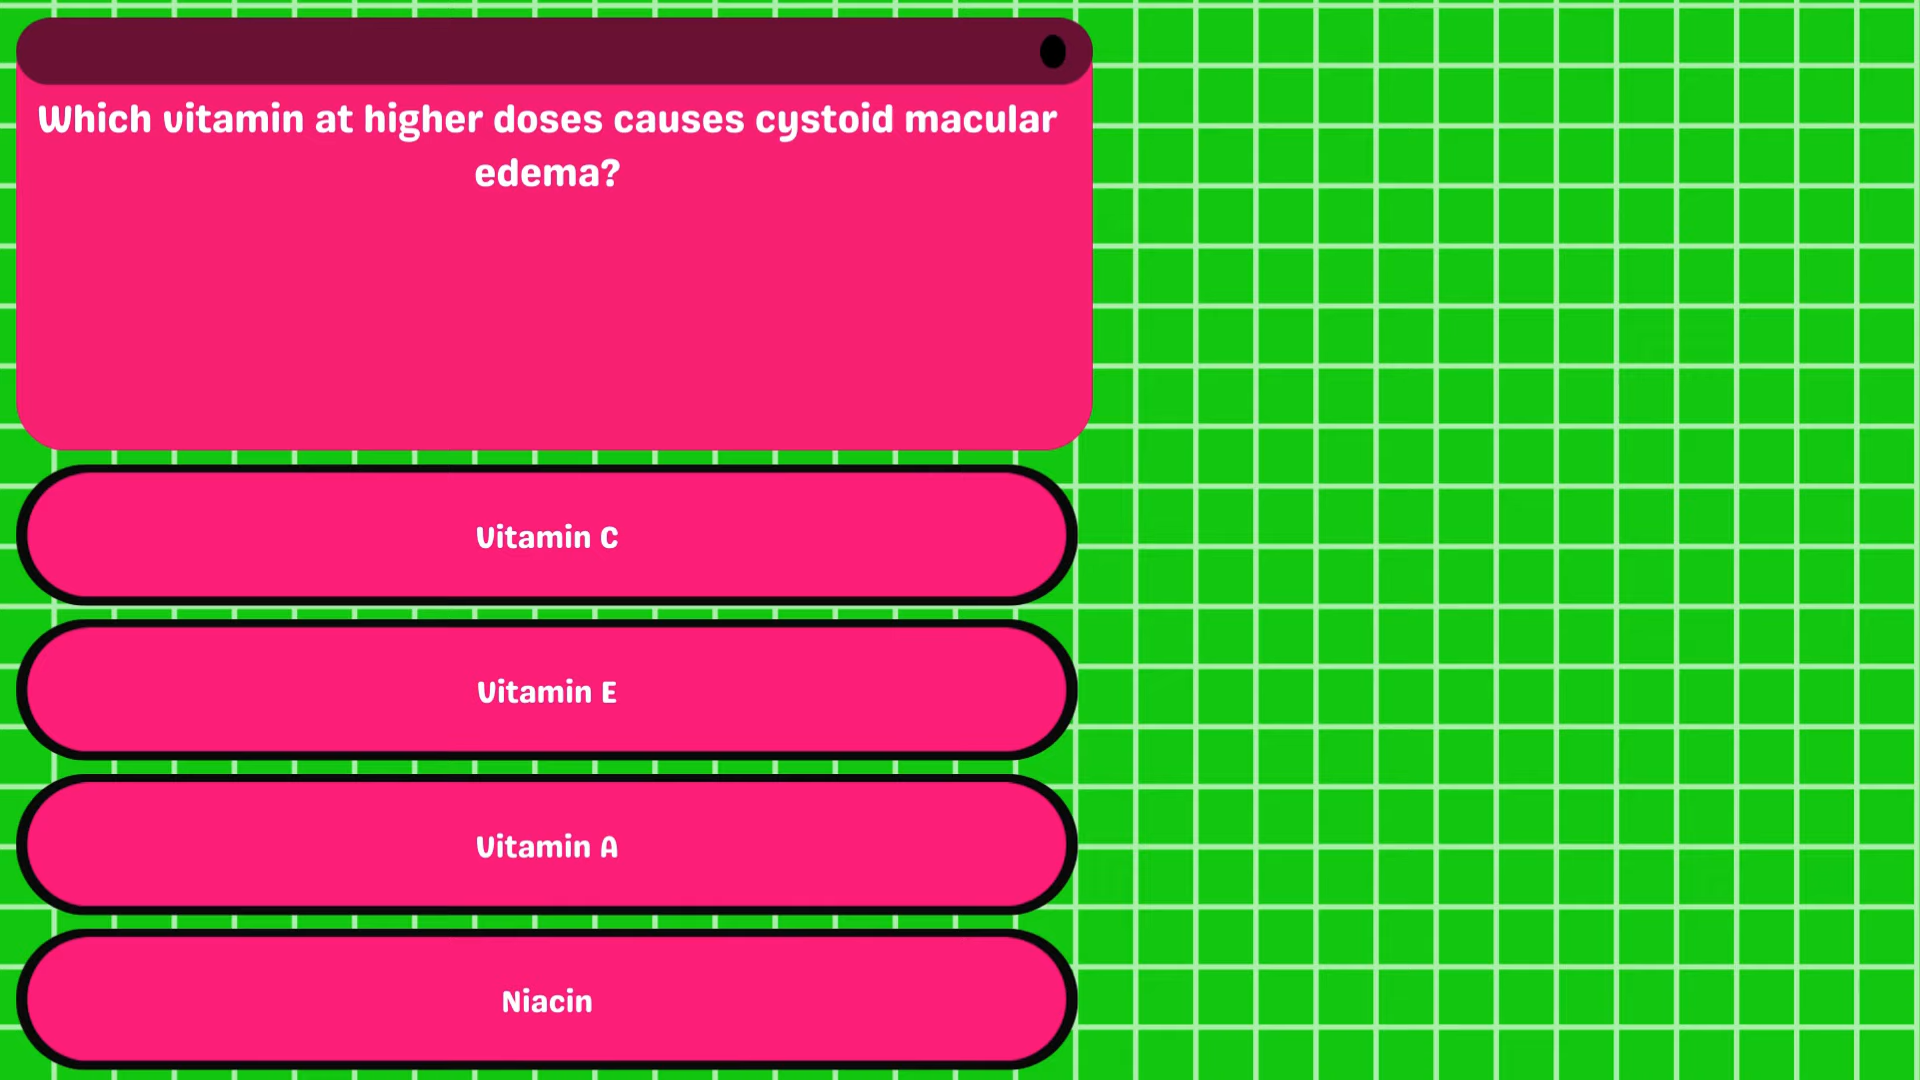 Which vitamin at higher doses causes cystoid macular
edema?
Vitamin C
Vitamin E
Vitamin A
Niacin